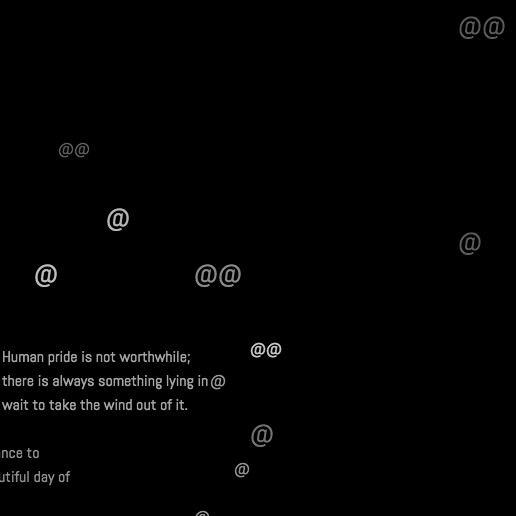 @@
@@
@
@
@ @@
@@
Human pride is not worthwhile;
there is always something lying in @
wait to take the wind out of it.
@
nce to
@
utiful day of
@